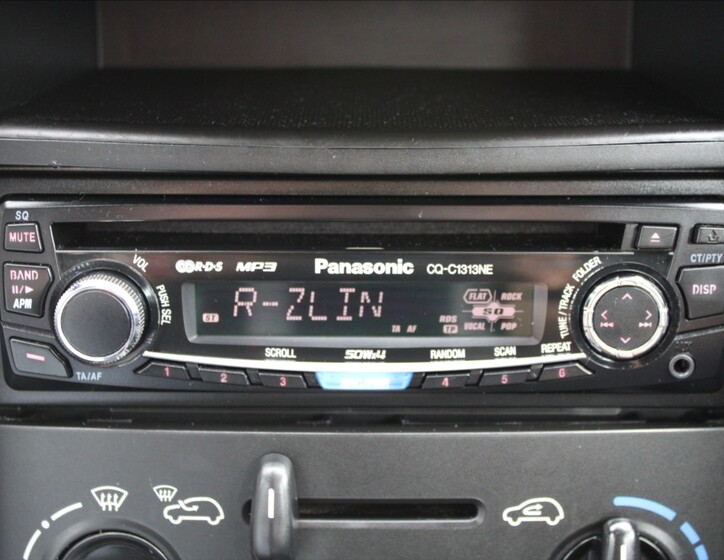 SQ
MUTE
BAND
APM
TA/AF
VOL
PUSH SEL
R·D·S MP3 Panasonic CQ-C1313NE
ST R-ZLIN TA AF RDS TP
FLAT ROCK
SQ
VOCAL POP
SCROLL 50Wx4 RANDOM SCAN REPEAT
1 2 3 4 5 6
TUNE/TRACK FOLDER
CT/PTY
DISP